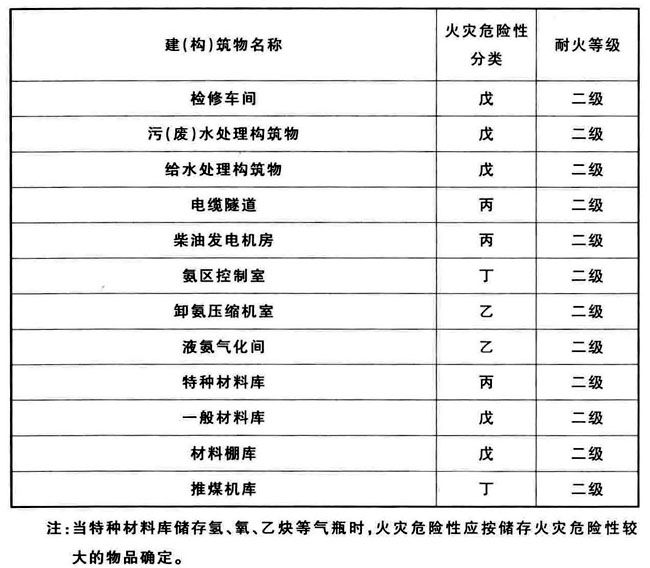 建(构)筑物名称 火灾危险性分类 耐火等级
检修车间 戊 二级
污(废)水处理构筑物 戊 二级
给水处理构筑物 戊 二级
电缆隧道 丙 二级
柴油发电机房 丙 二级
氨区控制室 丁 二级
卸氨压缩机室 乙 二级
液氨气化间 乙 二级
特种材料库 丙 二级
一般材料库 戊 二级
材料棚库 戊 二级
推煤机库 丁 二级
注:当特种材料库储存氢、氧、乙炔等气瓶时,火灾危险性应按储存火灾危险性较
大的物品确定。